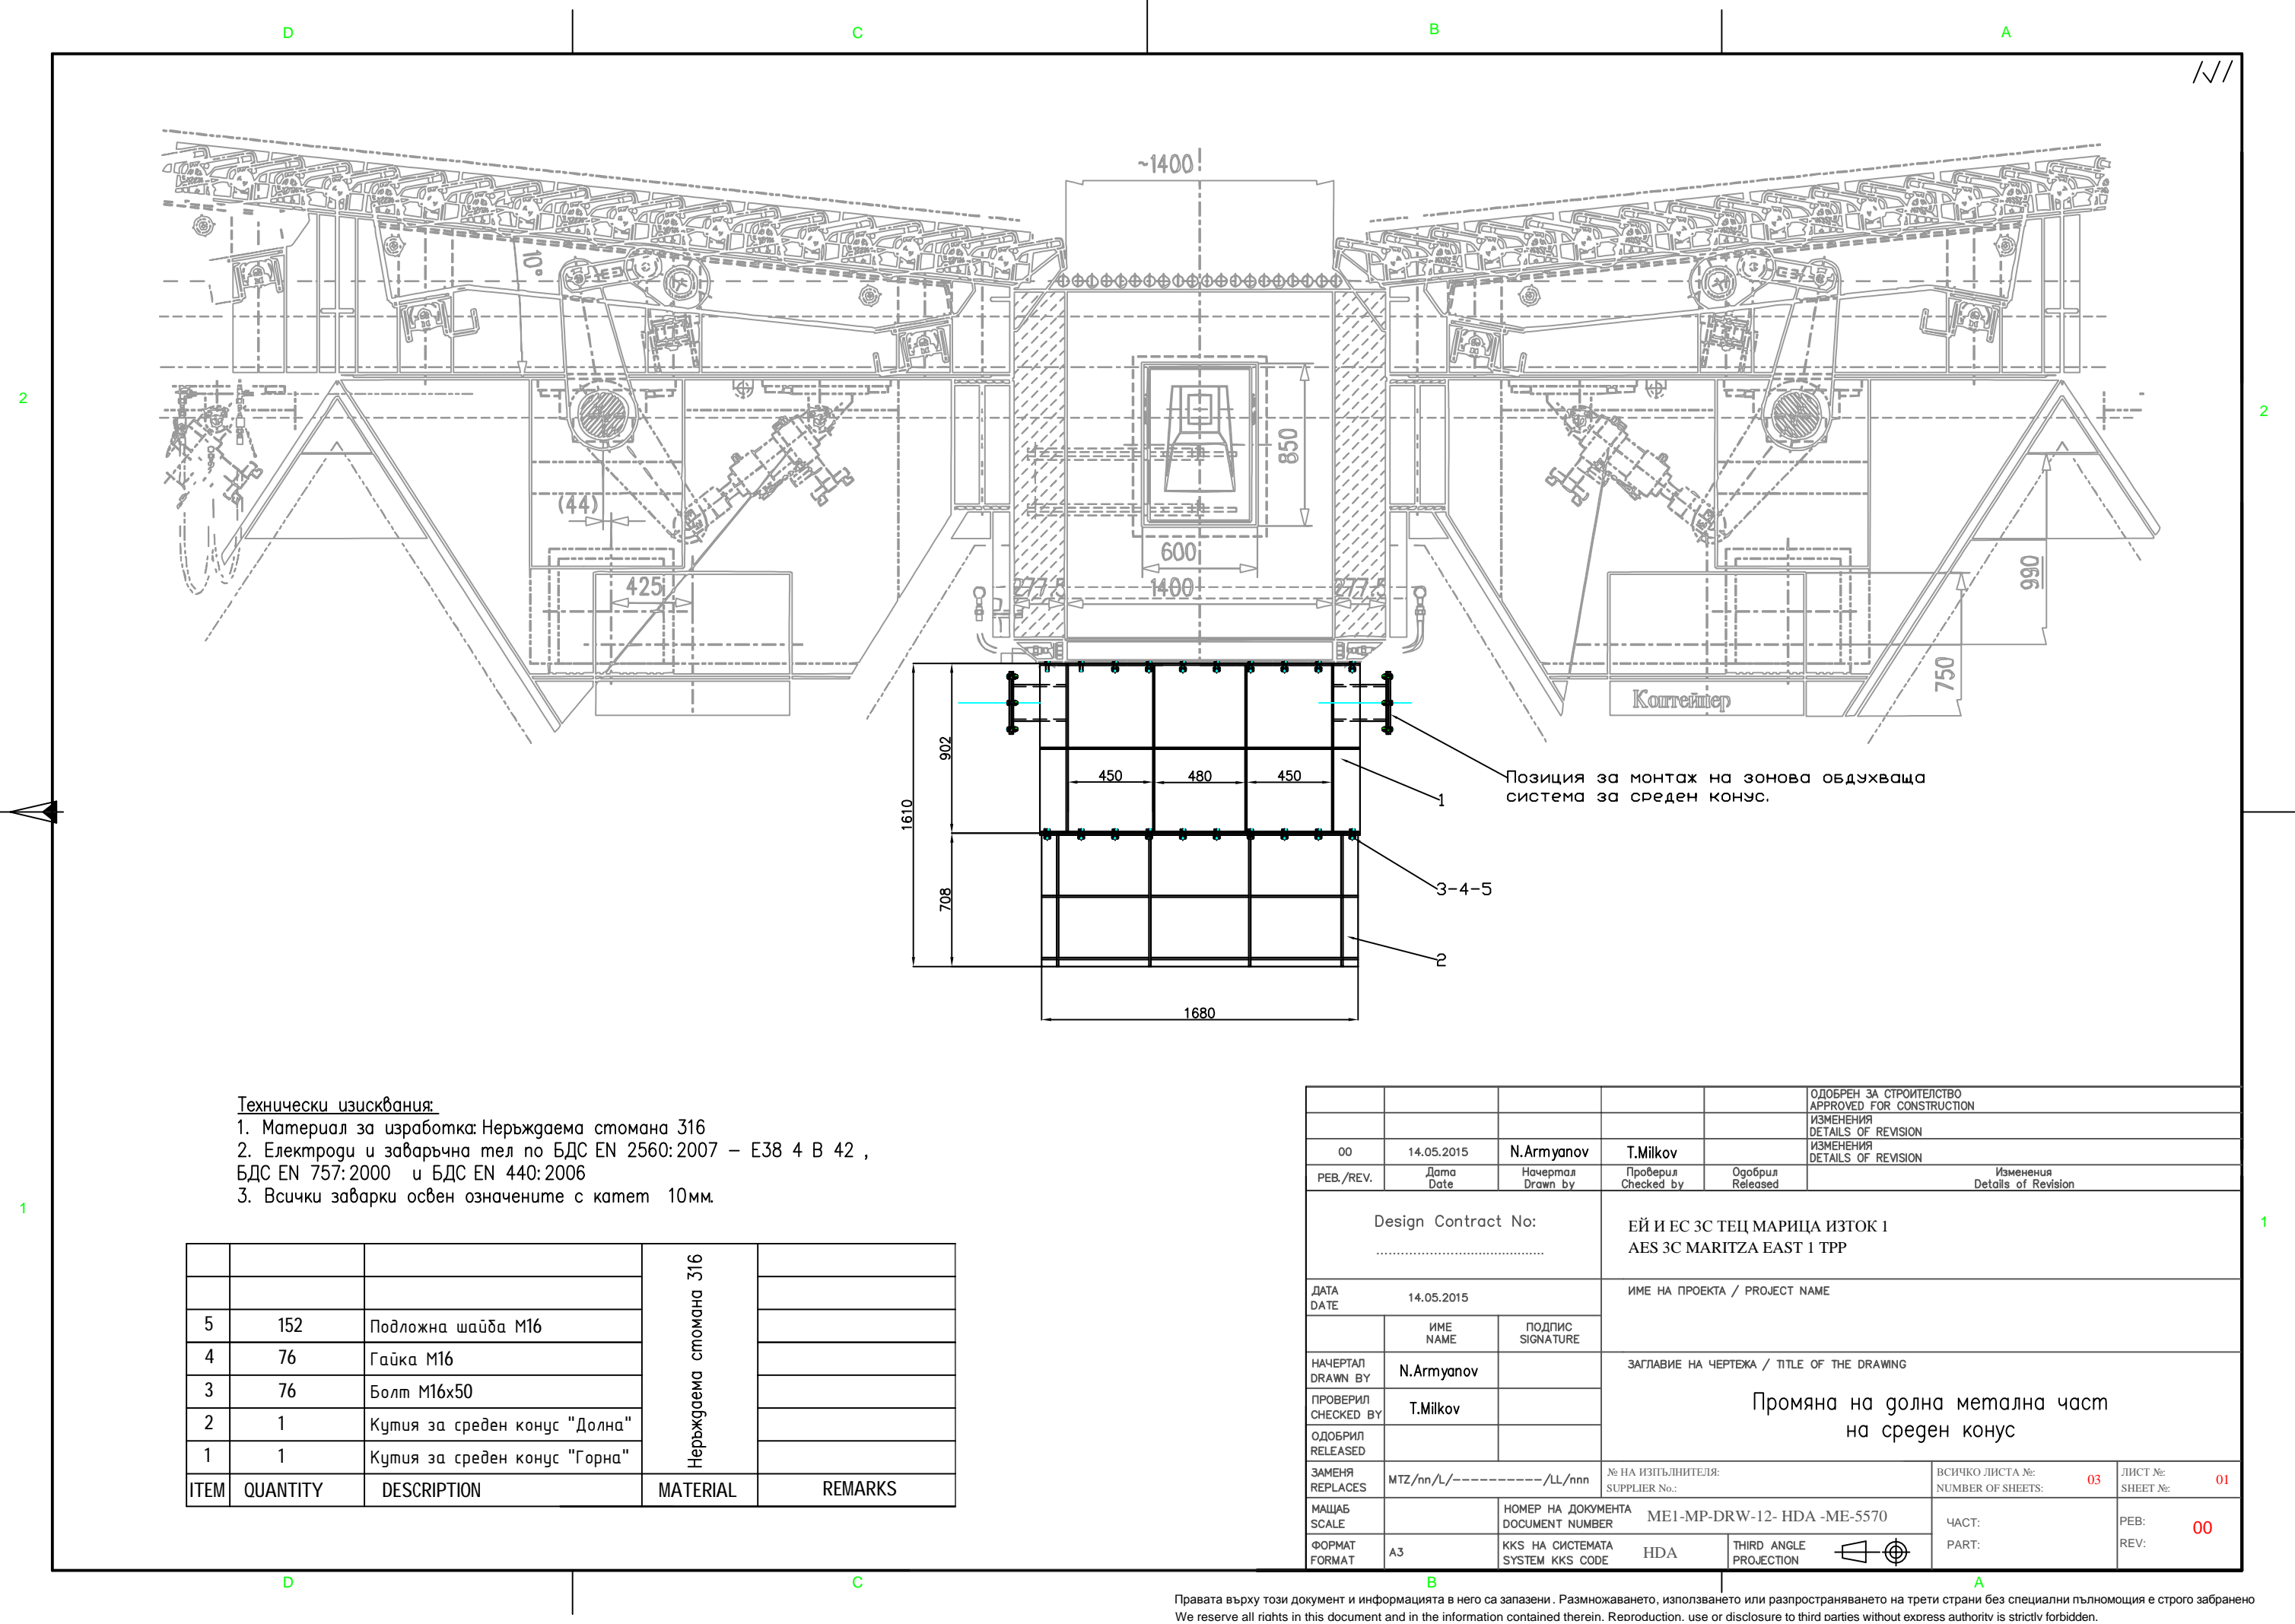 D
C
B
A
~1400
10°
2
2
850
(44)
600
425
277.5
1400
277.5
990
750
Контейнер
902
450
480
450
1610
Позиция за монтаж на зонова обдухваща
система за среден конус.
1
708
3-4-5
2
1680
Технически изисквания:
1. Материал за изработка: Неръждаема стомана 316
2. Електроди и заваръчна тел по БДС EN 2560:2007 – E38 4 B 42 ,
БДС EN 757:2000 и БДС EN 440:2006
3. Всички заварки освен означените с катет 10мм.
1
1
5 152 Подложна шайба M16
4 76 Гайка M16
3 76 Болт M16x50
2 1 Кутия за среден конус "Долна"
1 1 Кутия за среден конус "Горна"
Неръждаема стомана 316
ITEM QUANTITY DESCRIPTION MATERIAL REMARKS
ОДОБРЕН ЗА СТРОИТЕЛСТВО
APPROVED FOR CONSTRUCTION
ИЗМЕНЕНИЯ
DETAILS OF REVISION
00 14.05.2015 N.Armyanov T.Milkov
ИЗМЕНЕНИЯ
DETAILS OF REVISION
РЕВ./REV.
Дата
Date
Начертал
Drawn by
Проверил
Checked by
Одобрил
Released
Изменения
Details of Revision
Design Contract No:
ЕЙ И ЕС 3С ТЕЦ МАРИЦА ИЗТОК 1
AES 3C MARITZA EAST 1 TPP
ДАТА
DATE
14.05.2015
ИМЕ НА ПРОЕКТА / PROJECT NAME
ИМЕ
NAME
ПОДПИС
SIGNATURE
НАЧЕРТАЛ
DRAWN BY
N.Armyanov
ЗАГЛАВИЕ НА ЧЕРТЕЖА / TITLE OF THE DRAWING
Промяна на долна метална част
на среден конус
ПРОВЕРИЛ
CHECKED BY
T.Milkov
ОДОБРИЛ
RELEASED
ЗАМЕНЯ
REPLACES
MTZ/nn/L/-----------/LL/nnn
№ НА ИЗПЪЛНИТЕЛЯ:
SUPPLIER No.:
ВСИЧКО ЛИСТА №:
NUMBER OF SHEETS:
03
ЛИСТ №:
SHEET №:
01
МАЩАБ
SCALE
НОМЕР НА ДОКУМЕНТА
DOCUMENT NUMBER
ME1-MP-DRW-12- HDA -ME-5570
ЧАСТ:
PART:
РЕВ:
REV:
00
ФОРМАТ
FORMAT
A3
KKS НА СИСТЕМАТА
SYSTEM KKS CODE
HDA
THIRD ANGLE
PROJECTION
D
C
B
A
Правата върху този документ и информацията в него са запазени. Размножаването, използването или разпространяването на трети страни без специални пълномощия е строго забранено
We reserve all rights in this document and in the information contained therein. Reproduction, use or disclosure to third parties without express authority is strictly forbidden.